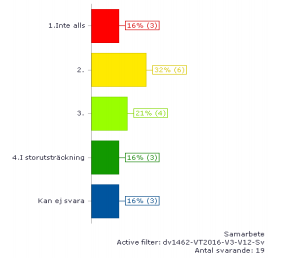 1.Inte alls
16% (3)
2.
32% (6)
3.
21% (4)
4.I storutsträckning
16% (3)
Kan ej svara
16% (3)
Samarbete
Active filter: dv1462-VT2016-V3-V12-Sv
Antal svarande: 19